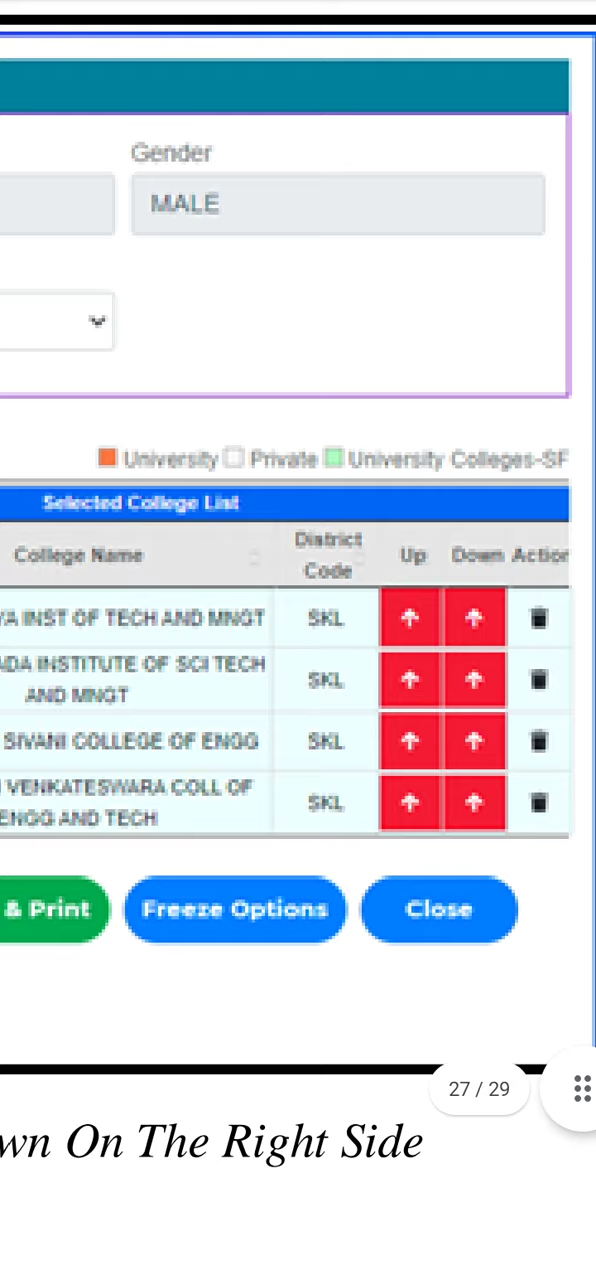 Gender
MALE
University Private University Colleges-SF
Selected College List
College Name District Code Up Down Action
YA INST OF TECH AND MNGT SKL
ADA INSTITUTE OF SCI TECH AND MNGT SKL
SIVANI COLLEGE OF ENGG SKL
VENKATESWARA COLL OF ENGG AND TECH SKL
& Print Freeze Options Close
27 / 29
wn On The Right Side